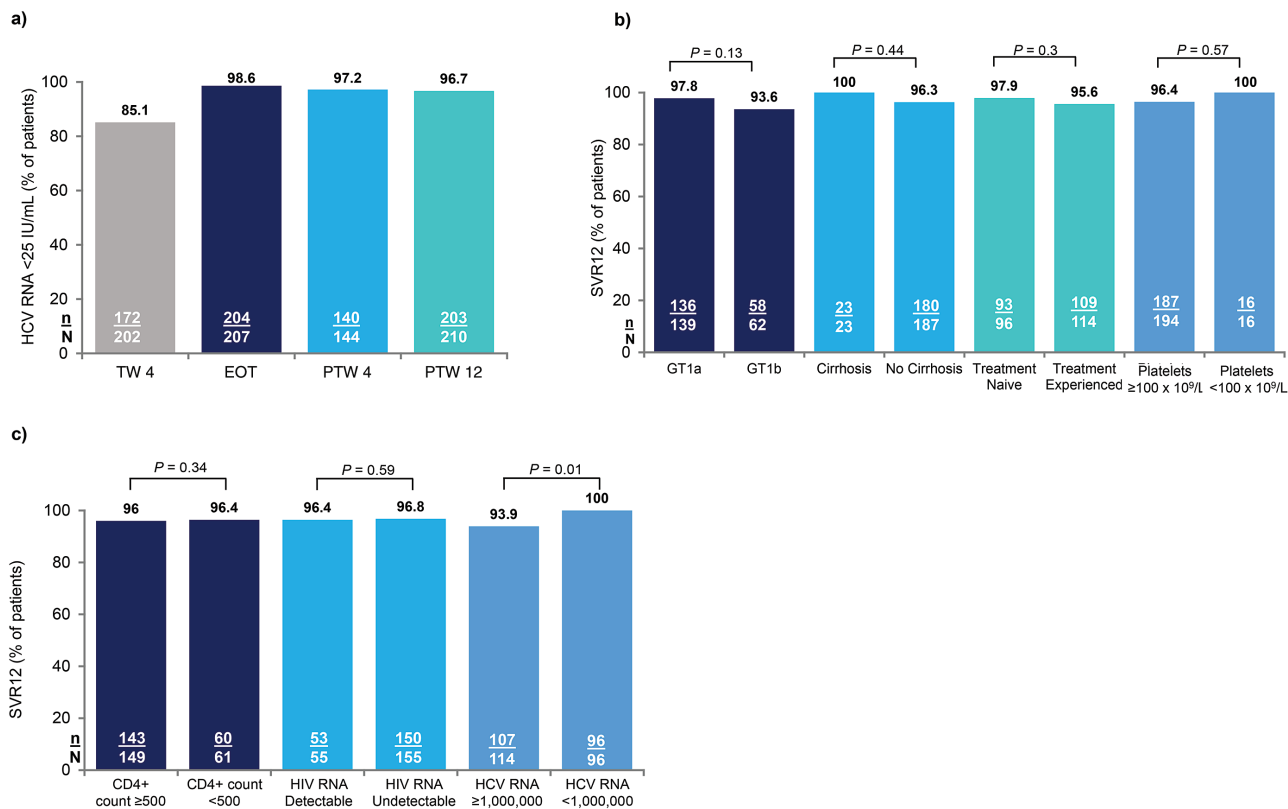 a)
HCV RNA <25 IU/mL (% of patients)
100
80
60
40
20
0
85.1
98.6
97.2
96.7
n
N
172
202
204
207
140
144
203
210
TW 4
EOT
PTW 4
PTW 12
b)
SVR12 (% of patients)
100
80
60
40
20
0
P = 0.13
P = 0.44
P = 0.3
P = 0.57
97.8
93.6
100
96.3
97.9
95.6
96.4
100
n
N
136
139
58
62
23
23
180
187
93
96
109
114
187
194
16
16
GT1a
GT1b
Cirrhosis
No Cirrhosis
Treatment
Naive
Treatment
Experienced
Platelets
≥100 x 10⁹/L
Platelets
<100 x 10⁹/L
c)
SVR12 (% of patients)
100
80
60
40
20
0
P = 0.34
P = 0.59
P = 0.01
96
96.4
96.4
96.8
93.9
100
n
N
143
149
60
61
53
55
150
155
107
114
96
96
CD4+
count ≥500
CD4+ count
<500
HIV RNA
Detectable
HIV RNA
Undetectable
HCV RNA
≥1,000,000
HCV RNA
<1,000,000